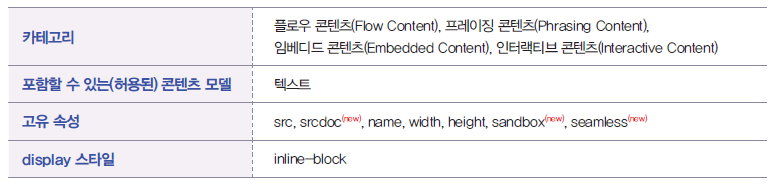 카테고리
플로우 콘텐츠(Flow Content), 프레이징 콘텐츠(Phrasing Content),
임베디드 콘텐츠(Embedded Content), 인터랙티브 콘텐츠(Interactive Content)
포함할 수 있는(허용된) 콘텐츠 모델
텍스트
고유 속성
src, srcdoc(new), name, width, height, sandbox(new), seamless(new)
display 스타일
inline-block